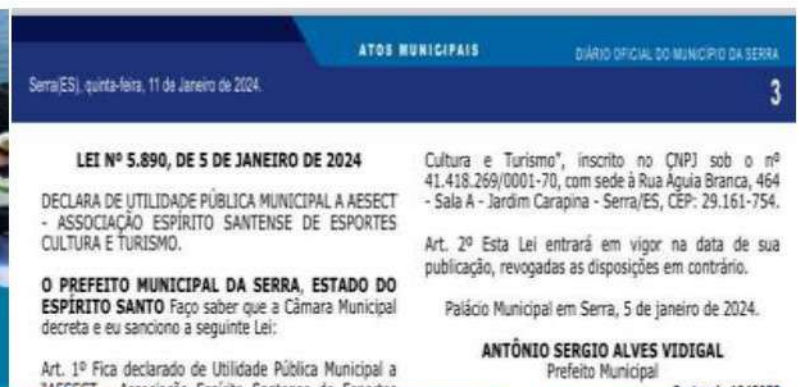 ATOS MUNICIPAIS
DIÁRIO OFICIAL DO MUNICÍPIO DA SERRA
Serra(ES), quinta-feira, 11 de Janeiro de 2024.
3
LEI Nº 5.890, DE 5 DE JANEIRO DE 2024
DECLARA DE UTILIDADE PÚBLICA MUNICIPAL A AESECT
- ASSOCIAÇÃO ESPÍRITO SANTENSE DE ESPORTES
CULTURA E TURISMO.
O PREFEITO MUNICIPAL DA SERRA, ESTADO DO
ESPÍRITO SANTO Faço saber que a Câmara Municipal
decreta e eu sanciono a seguinte Lei:
Art. 1º Fica declarado de Utilidade Pública Municipal a
"AESECT - Associação Espírito Santense de Esportes
Cultura e Turismo", inscrito no CNPJ sob o nº
41.418.269/0001-70, com sede à Rua Aguia Branca, 464
- Sala A - Jardim Carapina - Serra/ES, CEP: 29.161-754.
Art. 2º Esta Lei entrará em vigor na data de sua
publicação, revogadas as disposições em contrário.
Palácio Municipal em Serra, 5 de janeiro de 2024.
ANTÔNIO SERGIO ALVES VIDIGAL
Prefeito Municipal